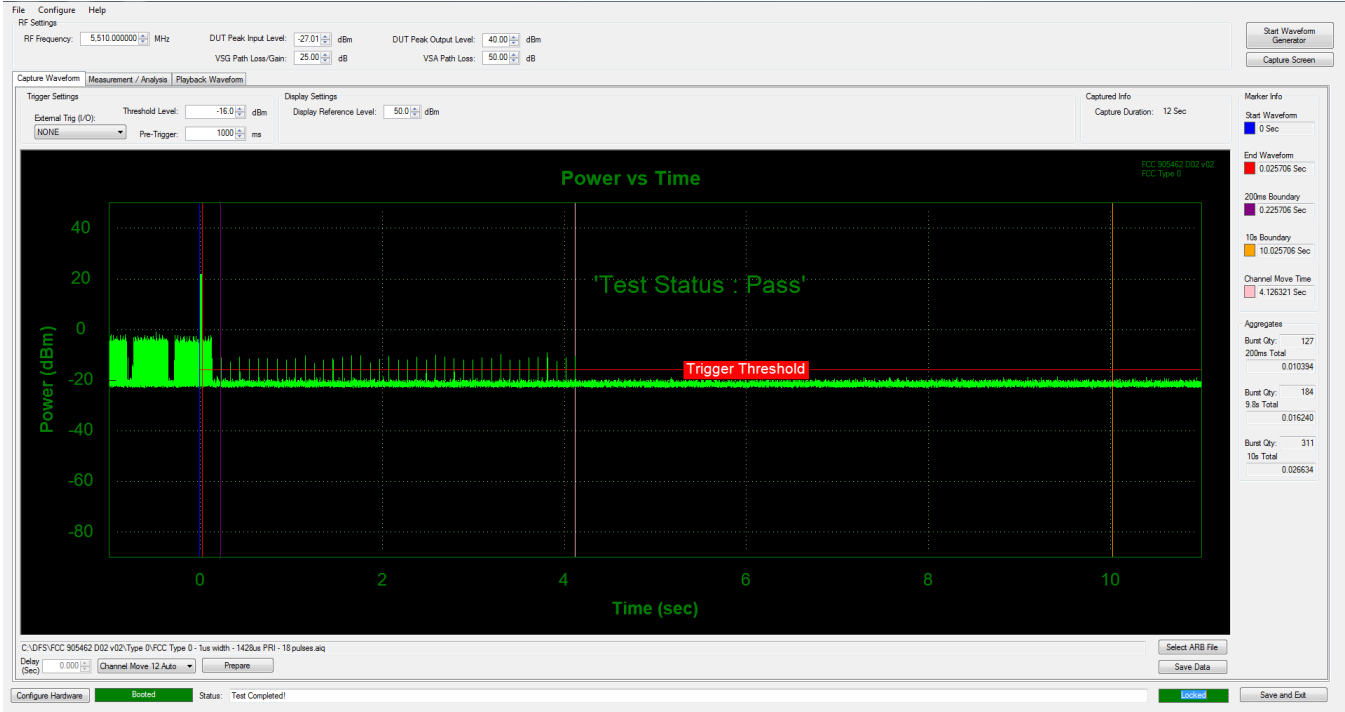 File Configure Help
RF Settings
RF Frequency: 5,510.000000 MHz DUT Peak Input Level: -27.01 dBm DUT Peak Output Level: 40.00 dBm
VSG Path Loss/Gain: 25.00 dB VSA Path Loss: 50.00 dB
Start Waveform
Generator
Capture Screen
Capture Waveform Measurement / Analysis Playback Waveform
Trigger Settings
External Trig (I/O):
NONE
Threshold Level: -16.0 dBm
Pre-Trigger: 1000 ms
Display Settings
Display Reference Level: 50.0 dBm
Captured Info
Capture Duration: 12 Sec
Marker Info
Start Waveform
0 Sec
End Waveform
0.025706 Sec
200ms Boundary
0.225706 Sec
10s Boundary
10.025706 Sec
Channel Move Time
4.126321 Sec
Aggregates
Burst Qty: 127
200ms Total
0.010394
Burst Qty: 184
9.8s Total
0.016240
Burst Qty: 311
10s Total
0.026634
Power vs Time
FCC 905462 D02 v02
FCC Type 0
'Test Status : Pass'
Trigger Threshold
Power (dBm)
40
20
0
-20
-40
-60
-80
0 2 4 6 8 10
Time (sec)
C:\DFS\FCC 905462 D02 v02\Type 0\FCC Type 0 - 1us width - 1428us PRI - 18 pulses.aiq
Select ARB File
Delay
(Sec) 0.000 Channel Move 12 Auto Prepare
Save Data
Configure Hardware Booted Status: Test Completed! Locked Save and Exit